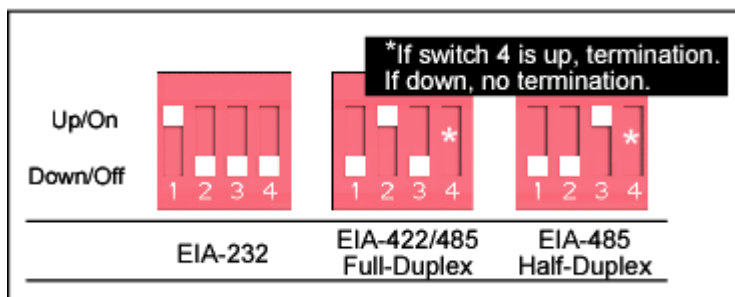 *If switch 4 is up, termination.
If down, no termination.
Up/On
Down/Off
1 2 3 4
1 2 3 4
1 2 3 4
*
*
EIA-232
EIA-422/485
Full-Duplex
EIA-485
Half-Duplex